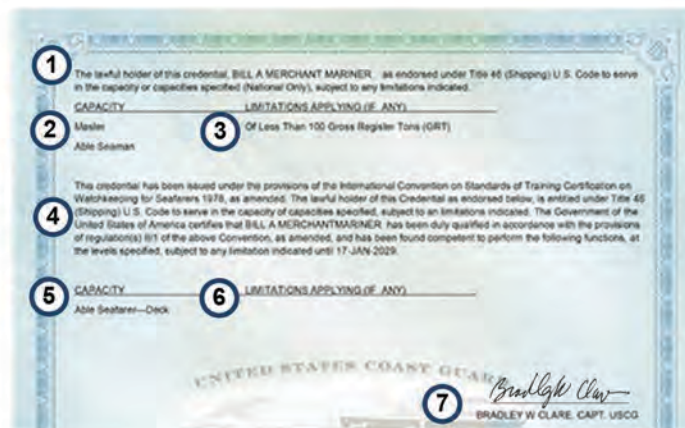 1
The lawful holder of this credential, BILL A MERCHANT MARINER, as endorsed under Title 46 (Shipping) U.S. Code to serve
in the capacity or capacities specified (National Only), subject to any limitations indicated.
CAPACITY LIMITATIONS APPLYING (IF ANY)
2 Master 3 Of Less Than 100 Gross Register Tons (GRT)
Able Seaman
This credential has been issued under the provisions of the International Convention on Standards of Training Certification on
Watchkeeping for Seafarers 1978, as amended. The lawful holder of this Credential as endorsed below, is entitled under Title 46
4 (Shipping) U.S. Code to serve in the capacity of capacities specified, subject to an limitations indicated. The Government of the
United States of America certifies that BILL A MERCHANTMARINER has been duly qualified in accordance with the provisions
of regulation(s) II/1 of the above Convention, as amended, and has been found competent to perform the following functions, at
the levels specified, subject to any limitation indicated until 17-JAN-2029.
5 CAPACITY 6 LIMITATIONS APPLYING (IF ANY)
Able Seafarer—Deck
UNITED STATES COAST GUAR
Bradley W Clare
7
BRADLEY W CLARE, CAPT, USCG